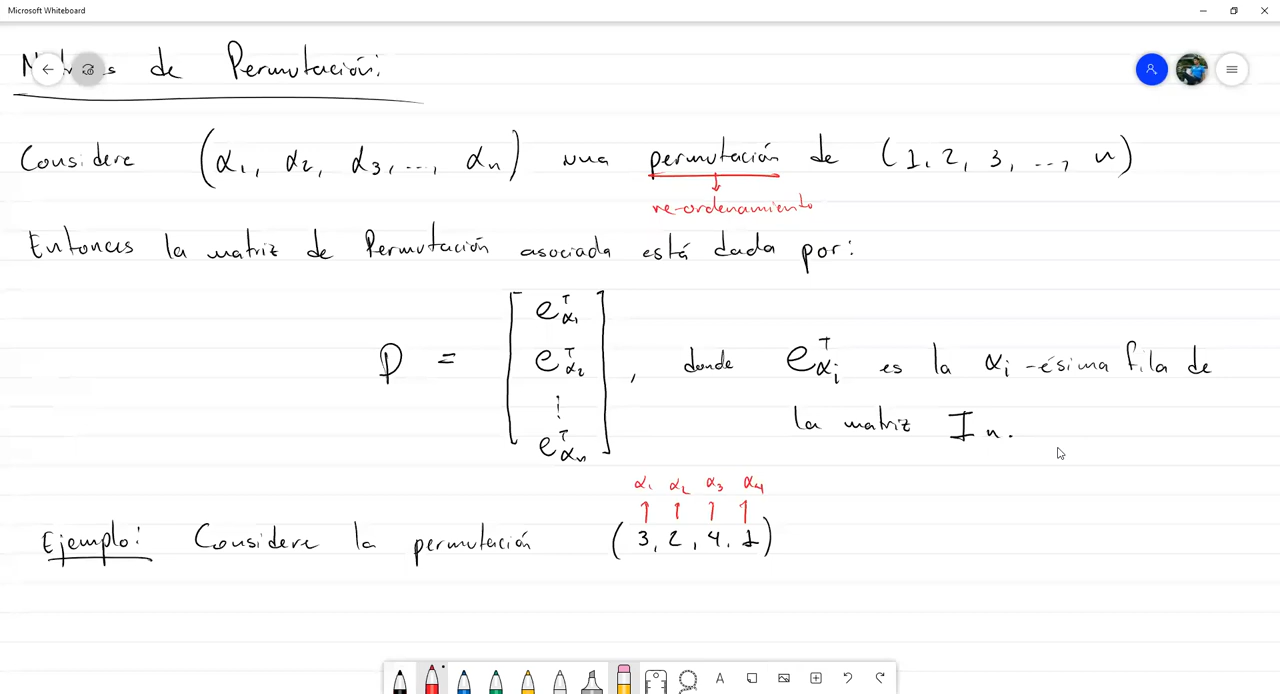 Microsoft Whiteboard
de Permutación:
Considere (α₁, α₂, α₃, ..., αₙ) una permutación de (1, 2, 3, ..., n)
re-ordenamiento
Entonces la matriz de Permutación asociada está dada por:
P = [e^T_α₁ e^T_α₂ ⋮ e^T_αₙ], donde e^T_αᵢ es la αᵢ-ésima fila de
la matriz Iₙ.
α₁ α₂ α₃ α₄
↑ ↑ ↑ ↑
Ejemplo: Considere la permutación (3, 2, 4, 1)